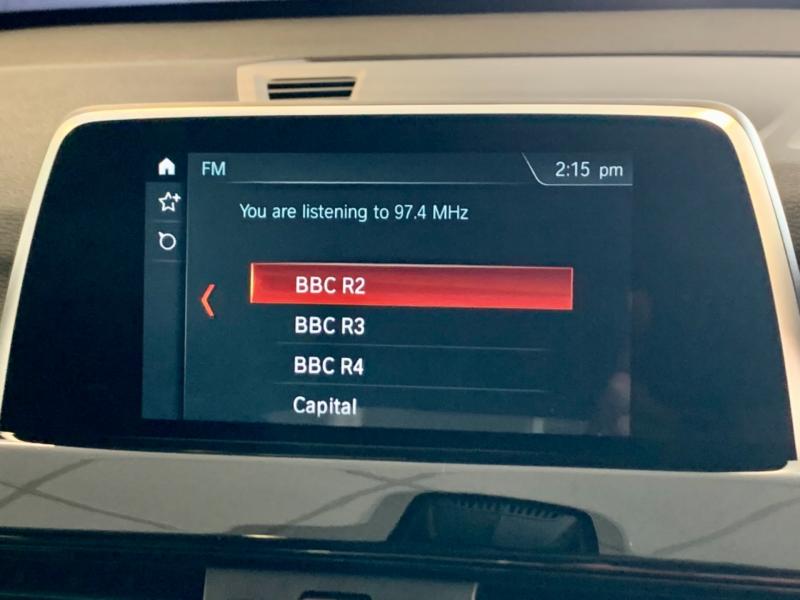 FM
2:15 pm
You are listening to 97.4 MHz
BBC R2
BBC R3
BBC R4
Capital